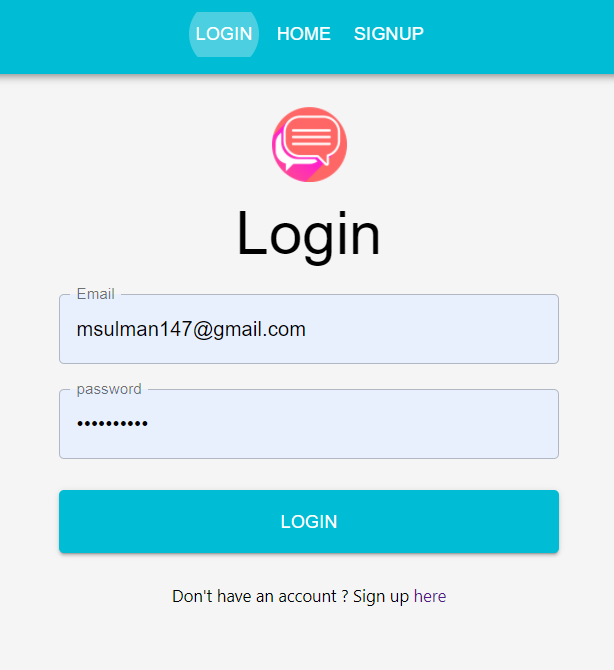 LOGIN HOME SIGNUP
Login
Email
msulman147@gmail.com
password
••••••••••
LOGIN
Don't have an account ? Sign up here